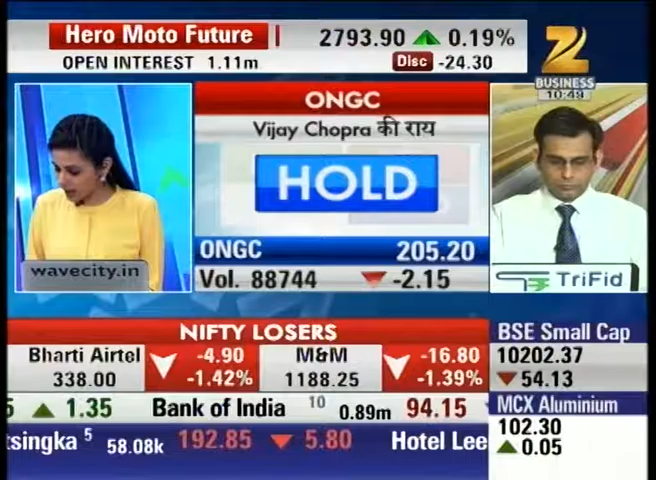 Hero Moto Future
2793.90 0.19%
OPEN INTEREST 1.11m
Disc -24.30
Z
BUSINESS
10:49
ONGC
Vijay Chopra की राय
HOLD
ONGC 205.20
Vol. 88744 -2.15
wavecity.in
TriFid
NIFTY LOSERS
Bharti Airtel -4.90
338.00 -1.42%
M&M -16.80
1188.25 -1.39%
BSE Small Cap
10202.37
54.13
MCX Aluminium
102.30
0.05
5 1.35 Bank of India 10 0.89m 94.15
tsingka 5 58.08k 192.85 5.80 Hotel Lee